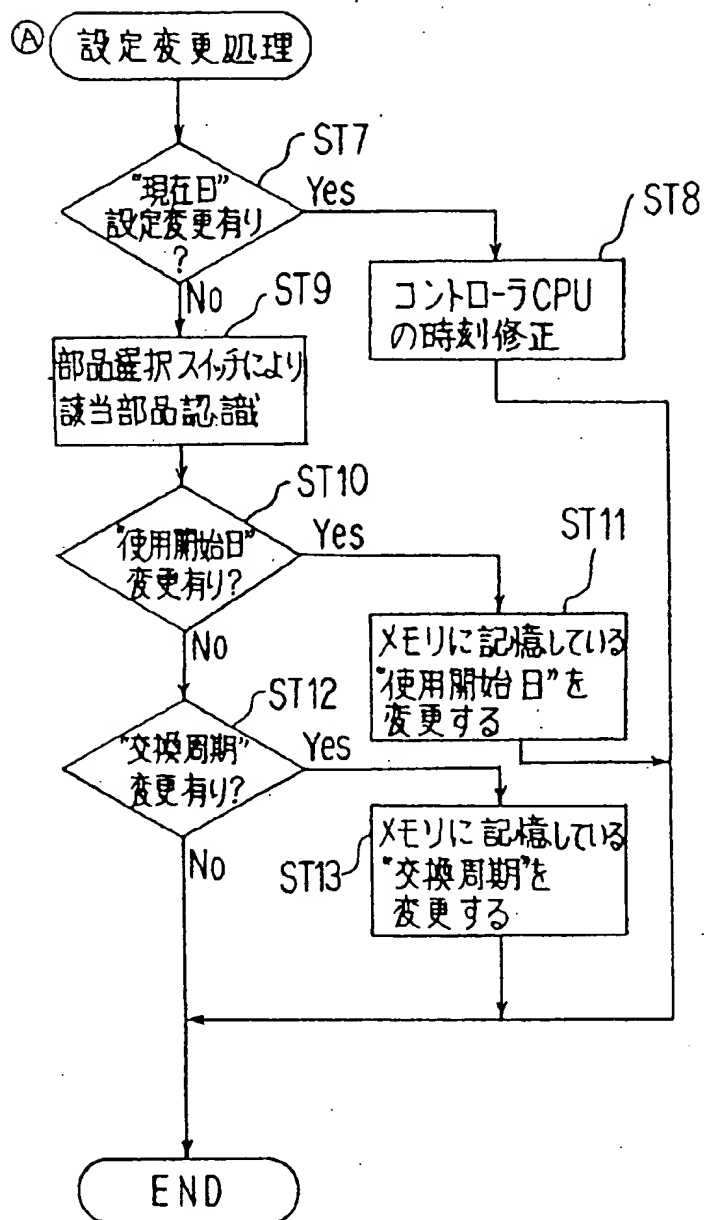 Ⓐ 設定変更処理
ST7
"現在日"
設定変更有り
?
Yes
ST8
コントローラCPU
の時刻修正
No
ST9
部品選択スイッチにより
該当部品認識
ST10
"使用開始日"
変更有り?
Yes
ST11
メモリに記憶している
"使用開始日"を
変更する
No
ST12
"交換周期"
変更有り?
Yes
ST13
メモリに記憶している
"交換周期"を
変更する
No
END